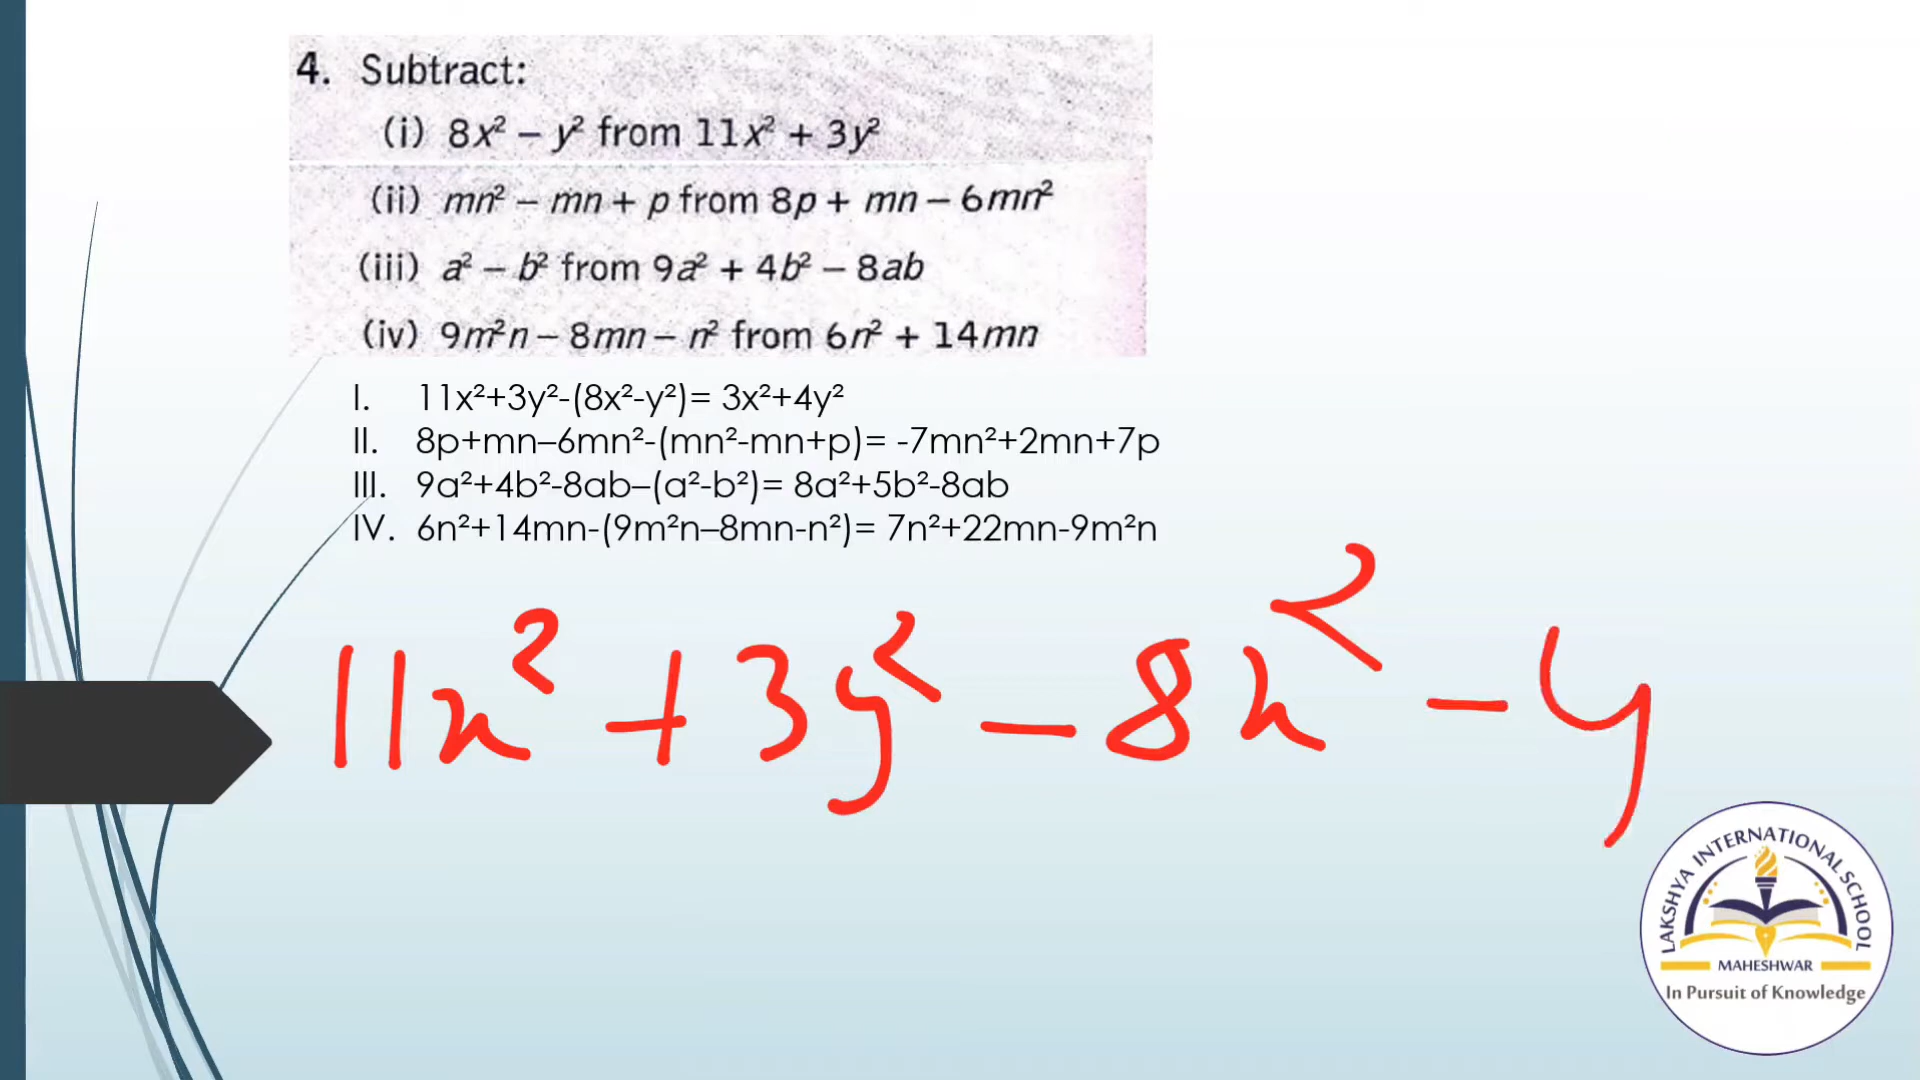 4. Subtract:
(i) 8x² – y² from 11x² + 3y²
(ii) mn² – mn + p from 8p + mn – 6mn²
(iii) a² – b² from 9a² + 4b² – 8ab
(iv) 9m²n – 8mn – n² from 6n² + 14mn
I. 11x²+3y²-(8x²-y²)= 3x²+4y²
II. 8p+mn–6mn²-(mn²-mn+p)= -7mn²+2mn+7p
III. 9a²+4b²-8ab–(a²-b²)= 8a²+5b²-8ab
IV. 6n²+14mn-(9m²n–8mn-n²)= 7n²+22mn-9m²n
11x² + 3y² – 8x² – y
LAKSHYA INTERNATIONAL SCHOOL
MAHESHWAR
In Pursuit of Knowledge